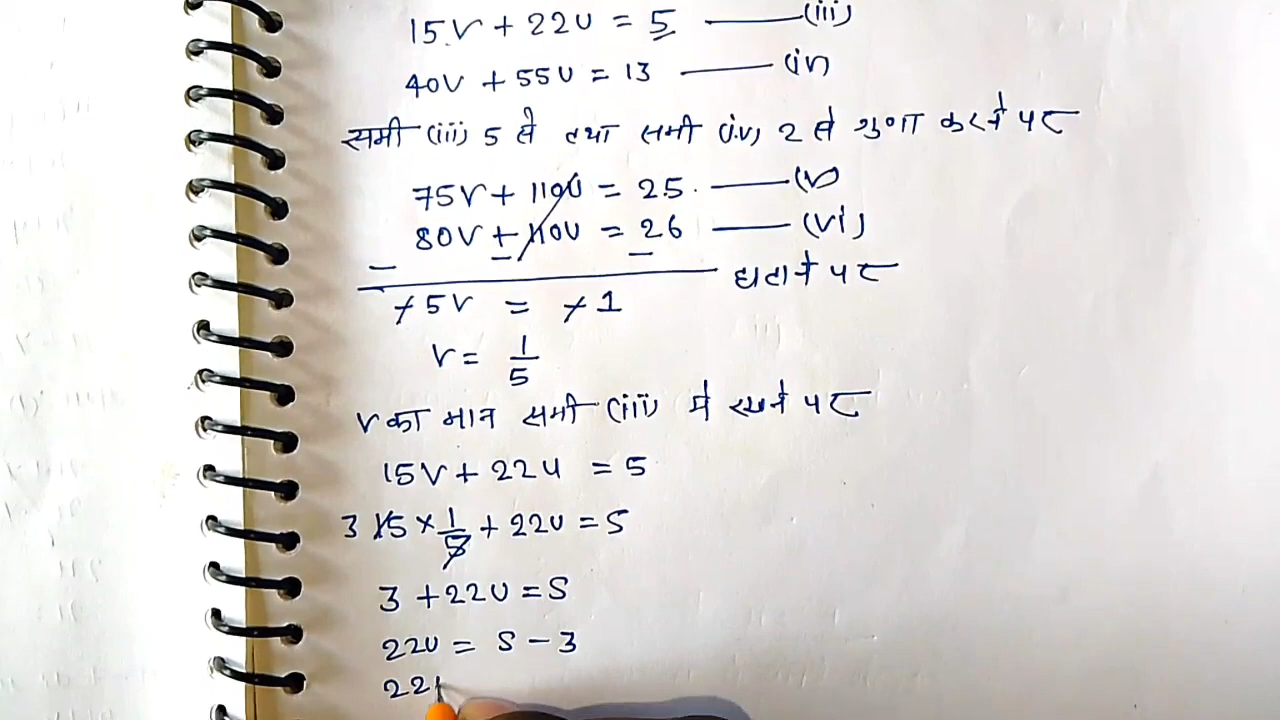 15V + 22U = 5 ——— (iii)
40V + 55U = 13 ——— (iv)
समी (iii) 5 से तथा समी (iv) 2 से गुणा करने पर
75V + 110U = 25 ——— (v)
80V + 110U = 26 ——— (vi)
− − −
घटाने पर
-5V = -1
V = 1/5
V का मान समी (iii) में रखने पर
15V + 22U = 5
3 15 × 1/5 + 22U = 5
3 + 22U = 5
22U = 5 - 3
22